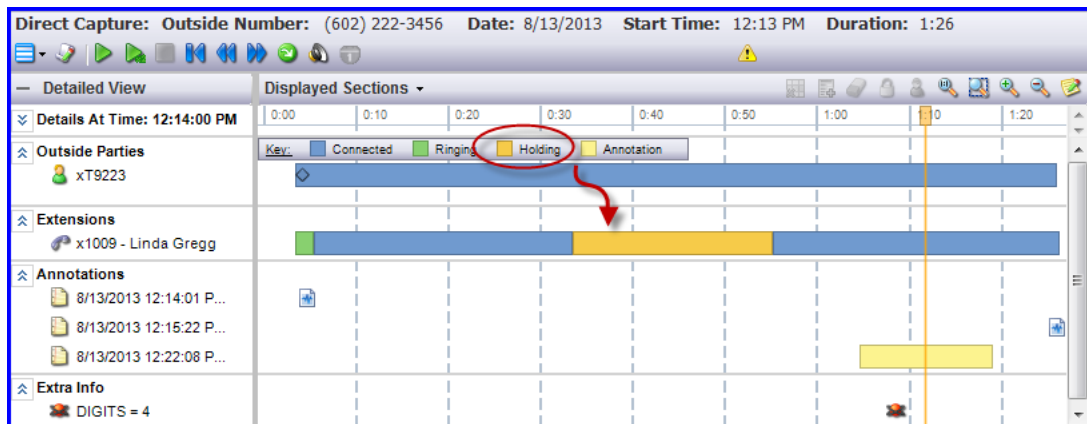 Direct Capture: Outside Number: (602) 222-3456 Date: 8/13/2013 Start Time: 12:13 PM Duration: 1:26
Detailed View Displayed Sections
Details At Time: 12:14:00 PM 0:00 0:10 0:20 0:30 0:40 0:50 1:00 1:10 1:20
Outside Parties Key: Connected Ringing Holding Annotation
xT9223
Extensions
x1009 - Linda Gregg
Annotations
8/13/2013 12:14:01 P...
8/13/2013 12:15:22 P...
8/13/2013 12:22:08 P...
Extra Info
DIGITS = 4